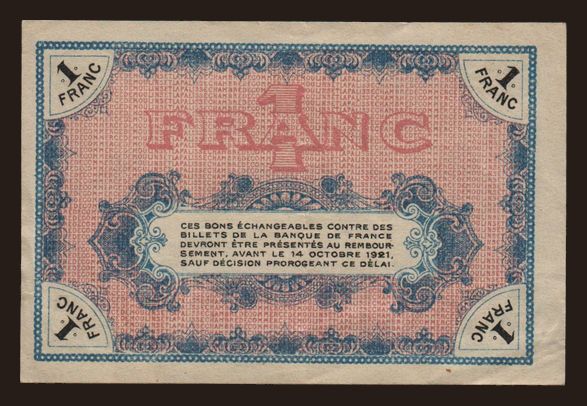 1 FRANC
1 FRANC
1
FRANC
CES BONS ÉCHANGEABLES CONTRE DES
BILLETS DE LA BANQUE DE FRANCE
DEVRONT ÊTRE PRÉSENTÉS AU REMBOUR-
SEMENT, AVANT LE 14 OCTOBRE 1921,
SAUF DÉCISION PROROGEANT CE DÉLAI.
1 FRANC
1 FRANC